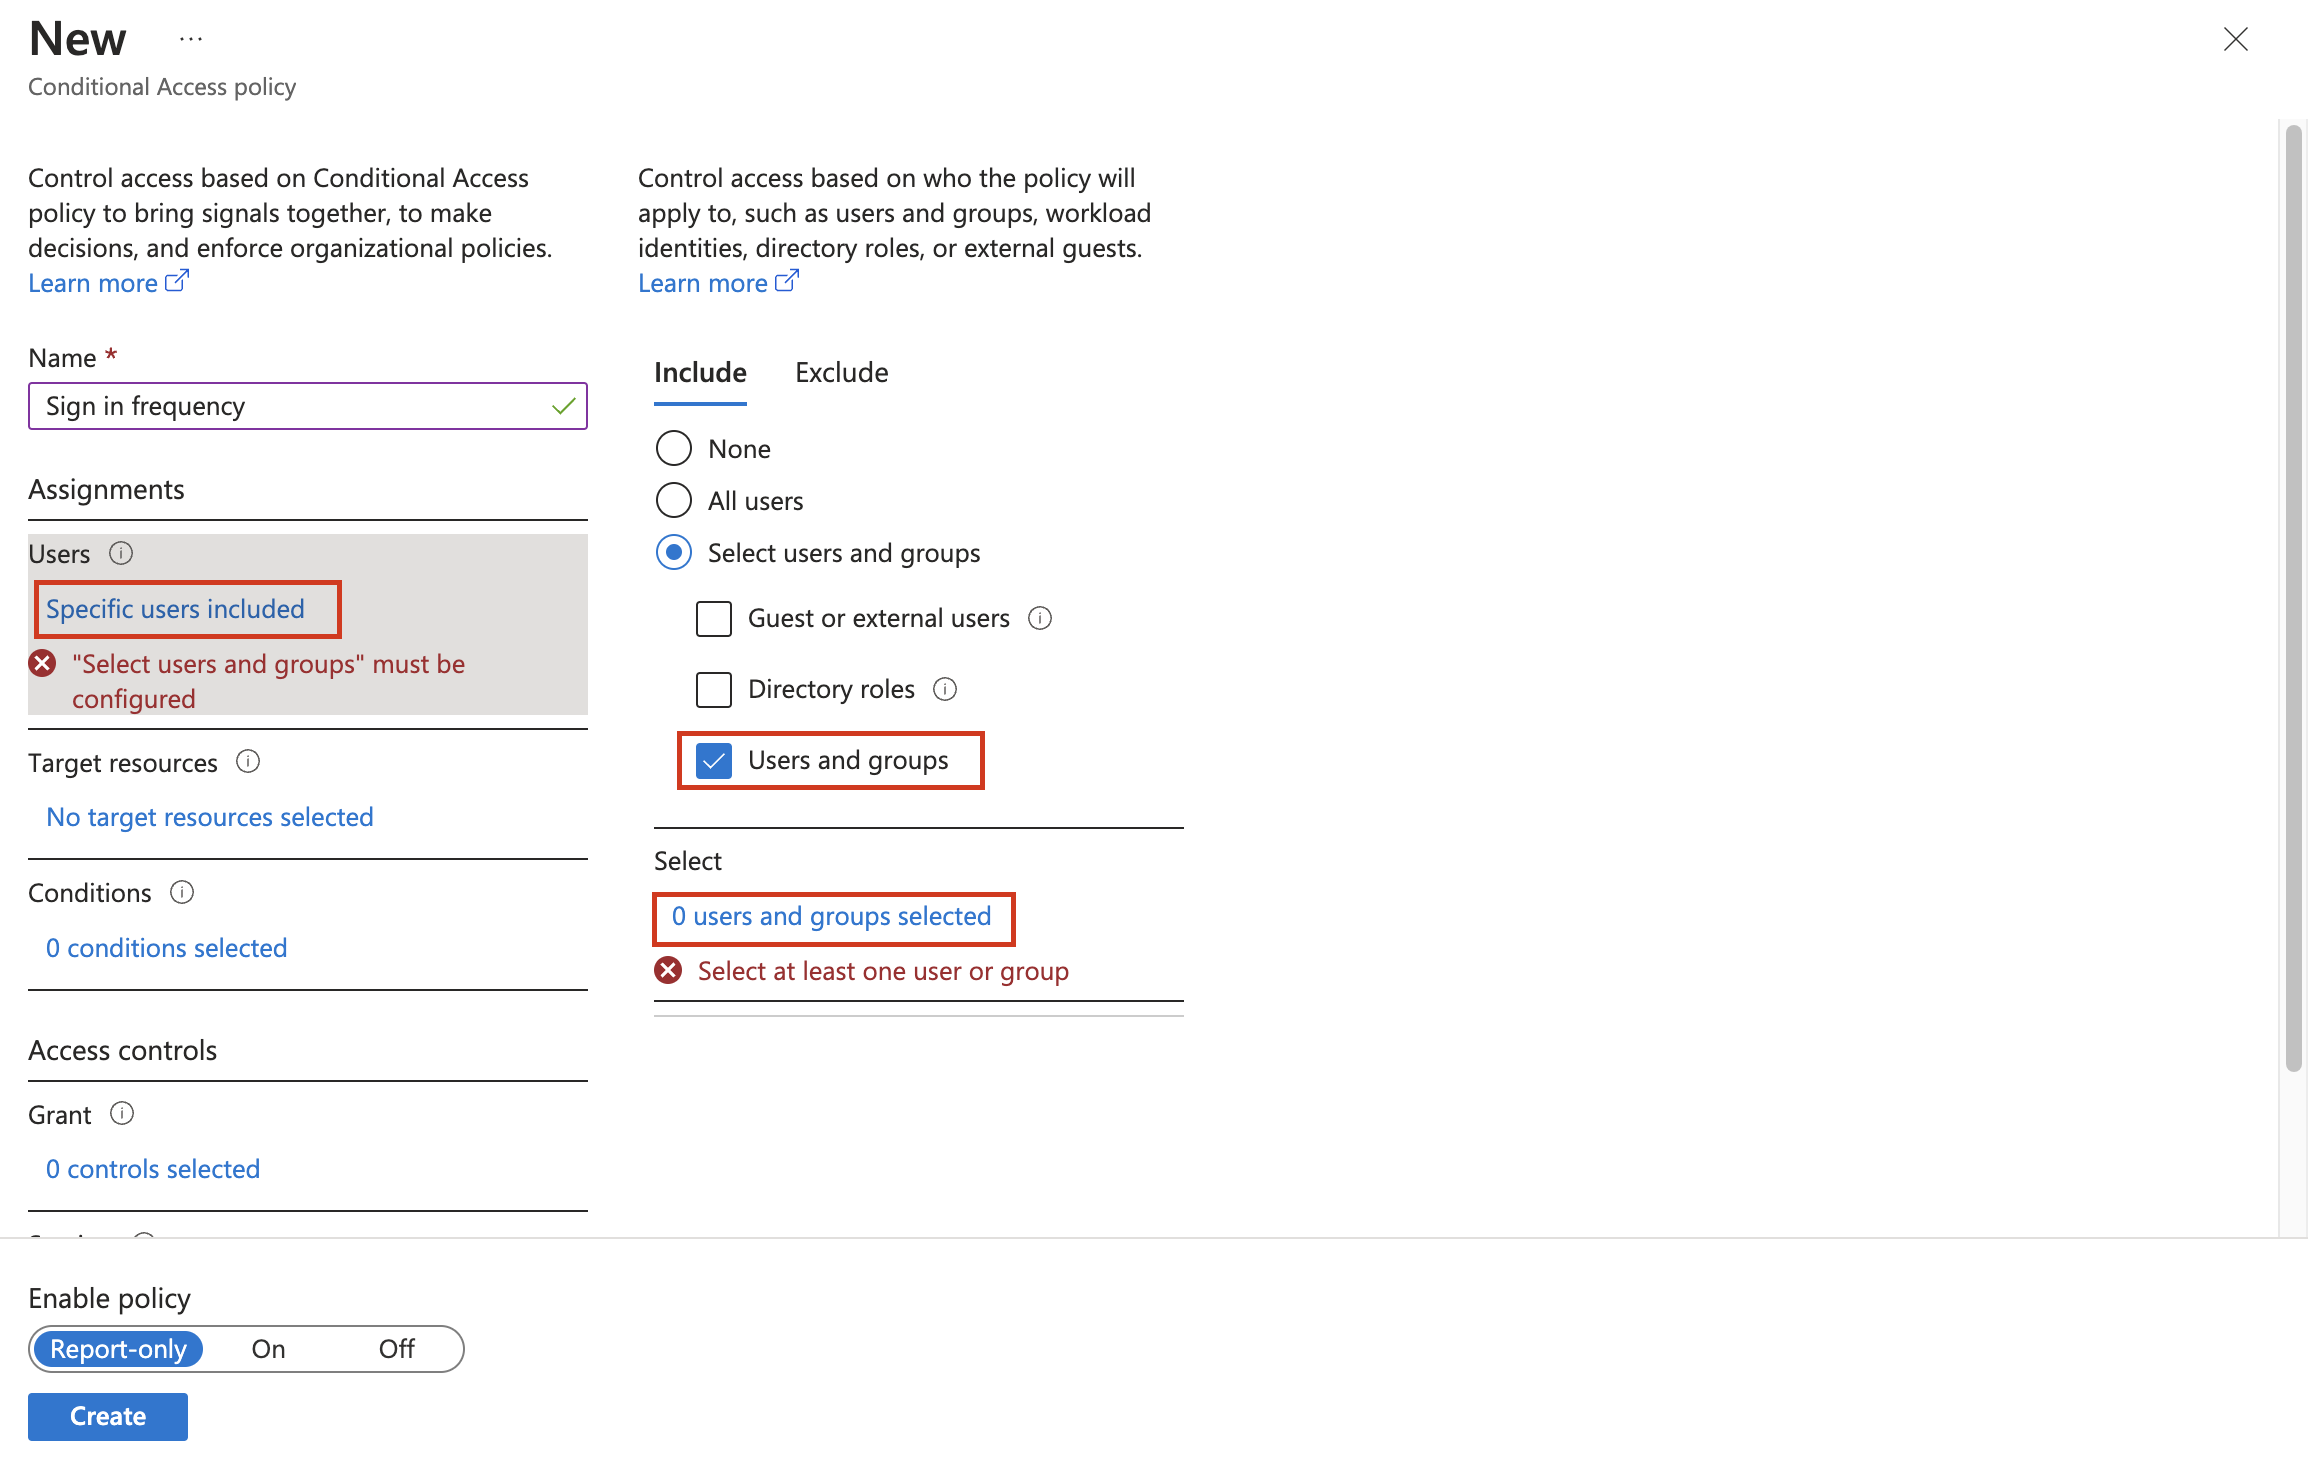 New ...
Conditional Access policy
Control access based on Conditional Access
policy to bring signals together, to make
decisions, and enforce organizational policies.
Learn more
Name *
Sign in frequency
Assignments
Users
Specific users included
"Select users and groups" must be
configured
Target resources
No target resources selected
Conditions
0 conditions selected
Access controls
Grant
0 controls selected
Control access based on who the policy will
apply to, such as users and groups, workload
identities, directory roles, or external guests.
Learn more
Include Exclude
None
All users
Select users and groups
Guest or external users
Directory roles
Users and groups
Select
0 users and groups selected
Select at least one user or group
Enable policy
Report-only On Off
Create